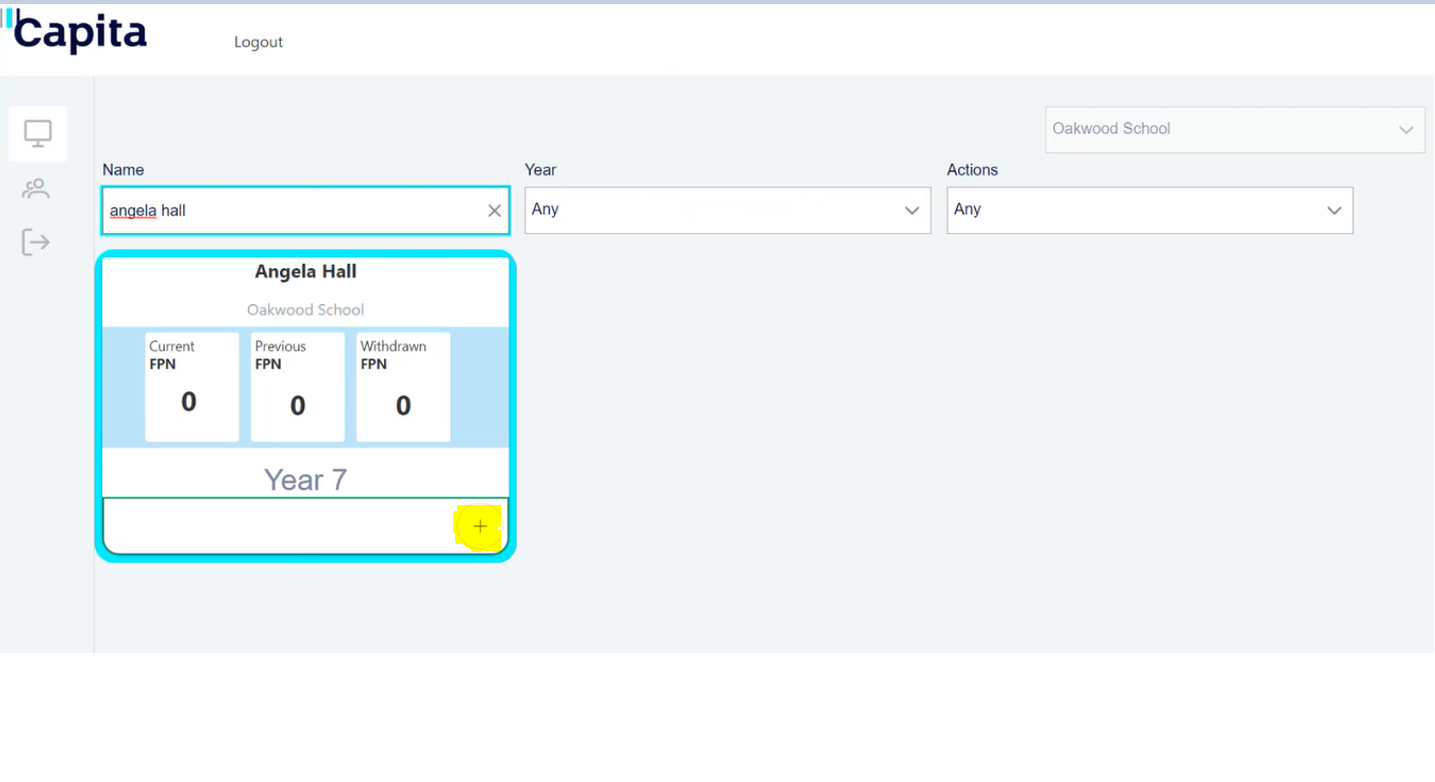 Capita
Logout
Oakwood School
Name
Year
Actions
angela hall
Any
Any
Angela Hall
Oakwood School
Current
FPN
0
Previous
FPN
0
Withdrawn
FPN
0
Year 7
+